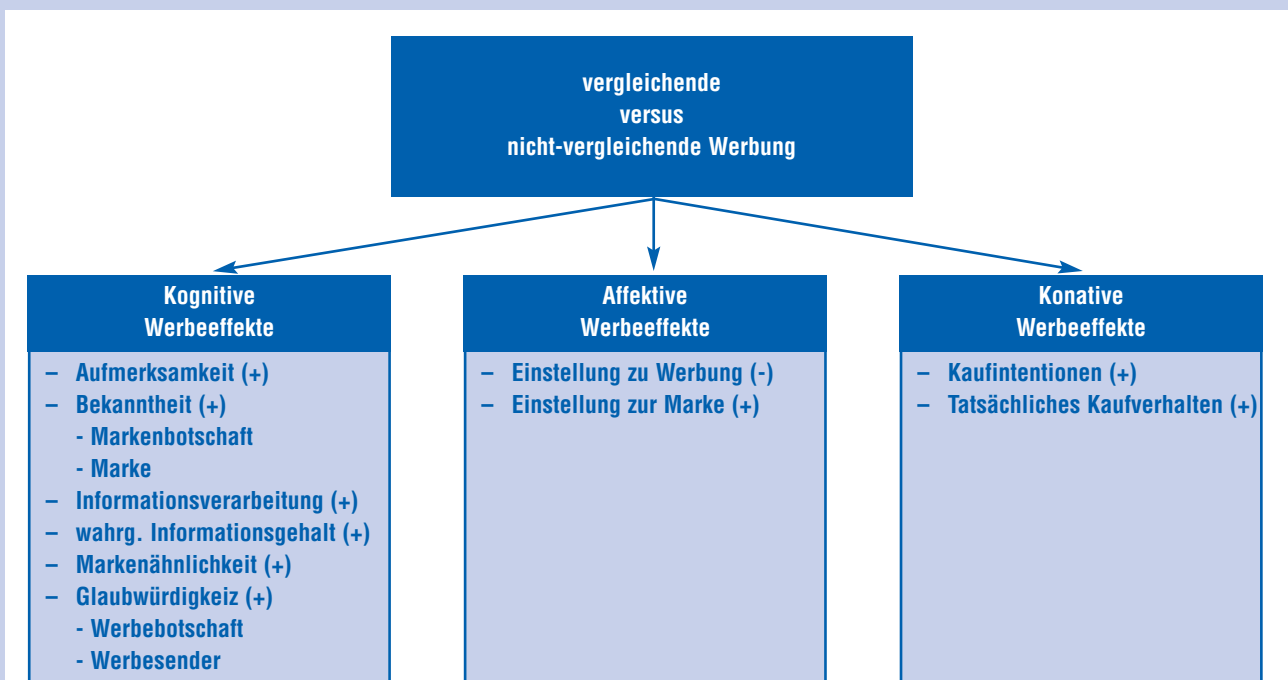 vergleichende
versus
nicht-vergleichende Werbung
Kognitive
Werbeeffekte
– Aufmerksamkeit (+)
– Bekanntheit (+)
- Markenbotschaft
- Marke
– Informationsverarbeitung (+)
– wahrg. Informationsgehalt (+)
– Markenähnlichkeit (+)
– Glaubwürdigkeiz (+)
- Werbebotschaft
- Werbesender
Affektive
Werbeeffekte
– Einstellung zu Werbung (-)
– Einstellung zur Marke (+)
Konative
Werbeeffekte
– Kaufintentionen (+)
– Tatsächliches Kaufverhalten (+)